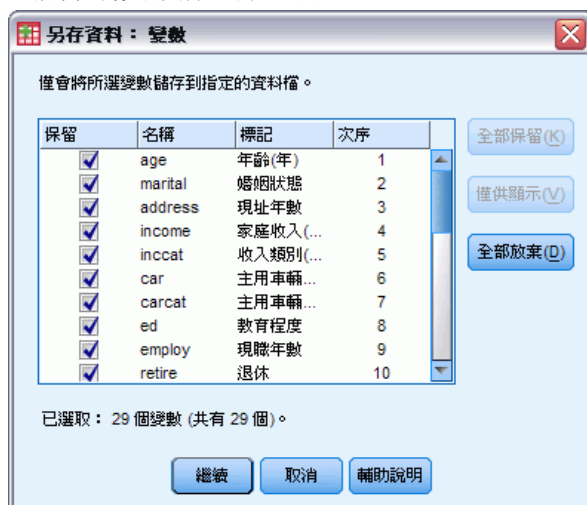 另存資料：變數
僅會將所選變數儲存到指定的資料檔。
保留 名稱 標記 次序
age 年齡(年) 1
marital 婚姻狀態 2
address 現址年數 3
income 家庭收入(... 4
inccat 收入類別(... 5
car 主用車輛... 6
carcat 主用車輛... 7
ed 教育程度 8
employ 現職年數 9
retire 退休 10
全部保留(K)
僅供顯示(V)
全部放棄(D)
已選取：29 個變數 (共有 29 個)。
繼續 取消 輔助說明